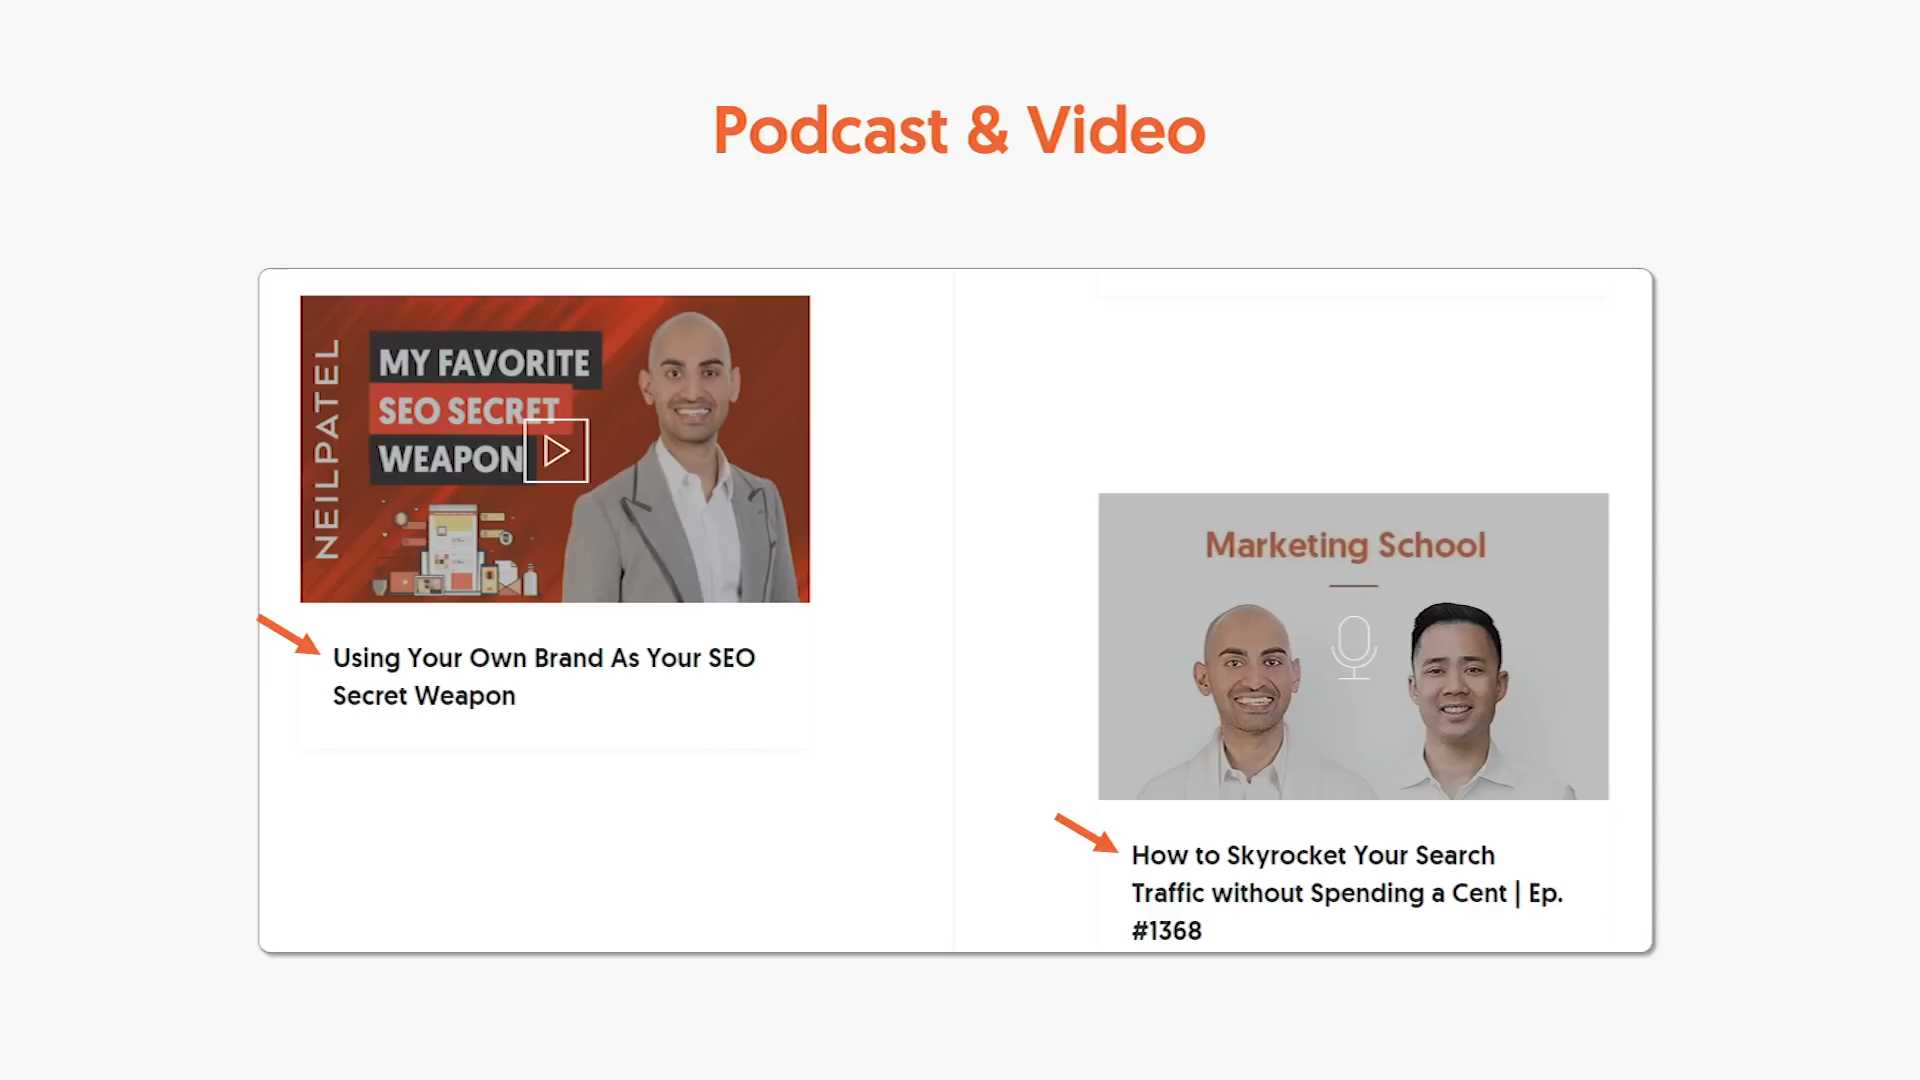 Podcast & Video
NEILPATEL
MY FAVORITE
SEO SECRET
WEAPON
Using Your Own Brand As Your SEO
Secret Weapon
Marketing School
How to Skyrocket Your Search
Traffic without Spending a Cent | Ep.
#1368